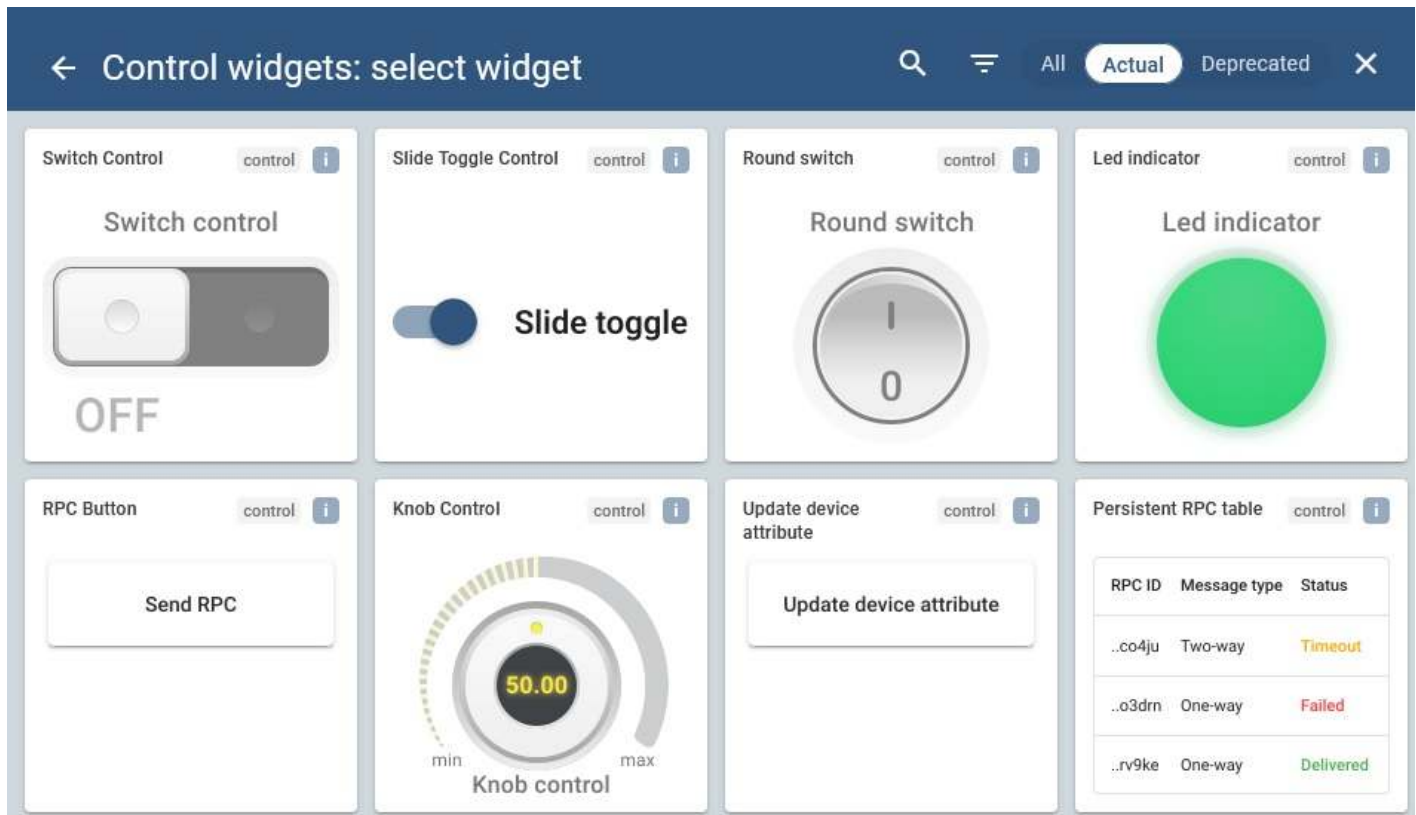 Control widgets: select widget
All Actual Deprecated
Switch Control control i
Switch control
OFF
Slide Toggle Control control i
Slide toggle
Round switch control i
Round switch
I
0
Led indicator control i
Led indicator
RPC Button control i
Send RPC
Knob Control control i
50.00
min max
Knob control
Update device control i
attribute
Update device attribute
Persistent RPC table control i
RPC ID Message type Status
..co4ju Two-way Timeout
..o3drn One-way Failed
..rv9ke One-way Delivered